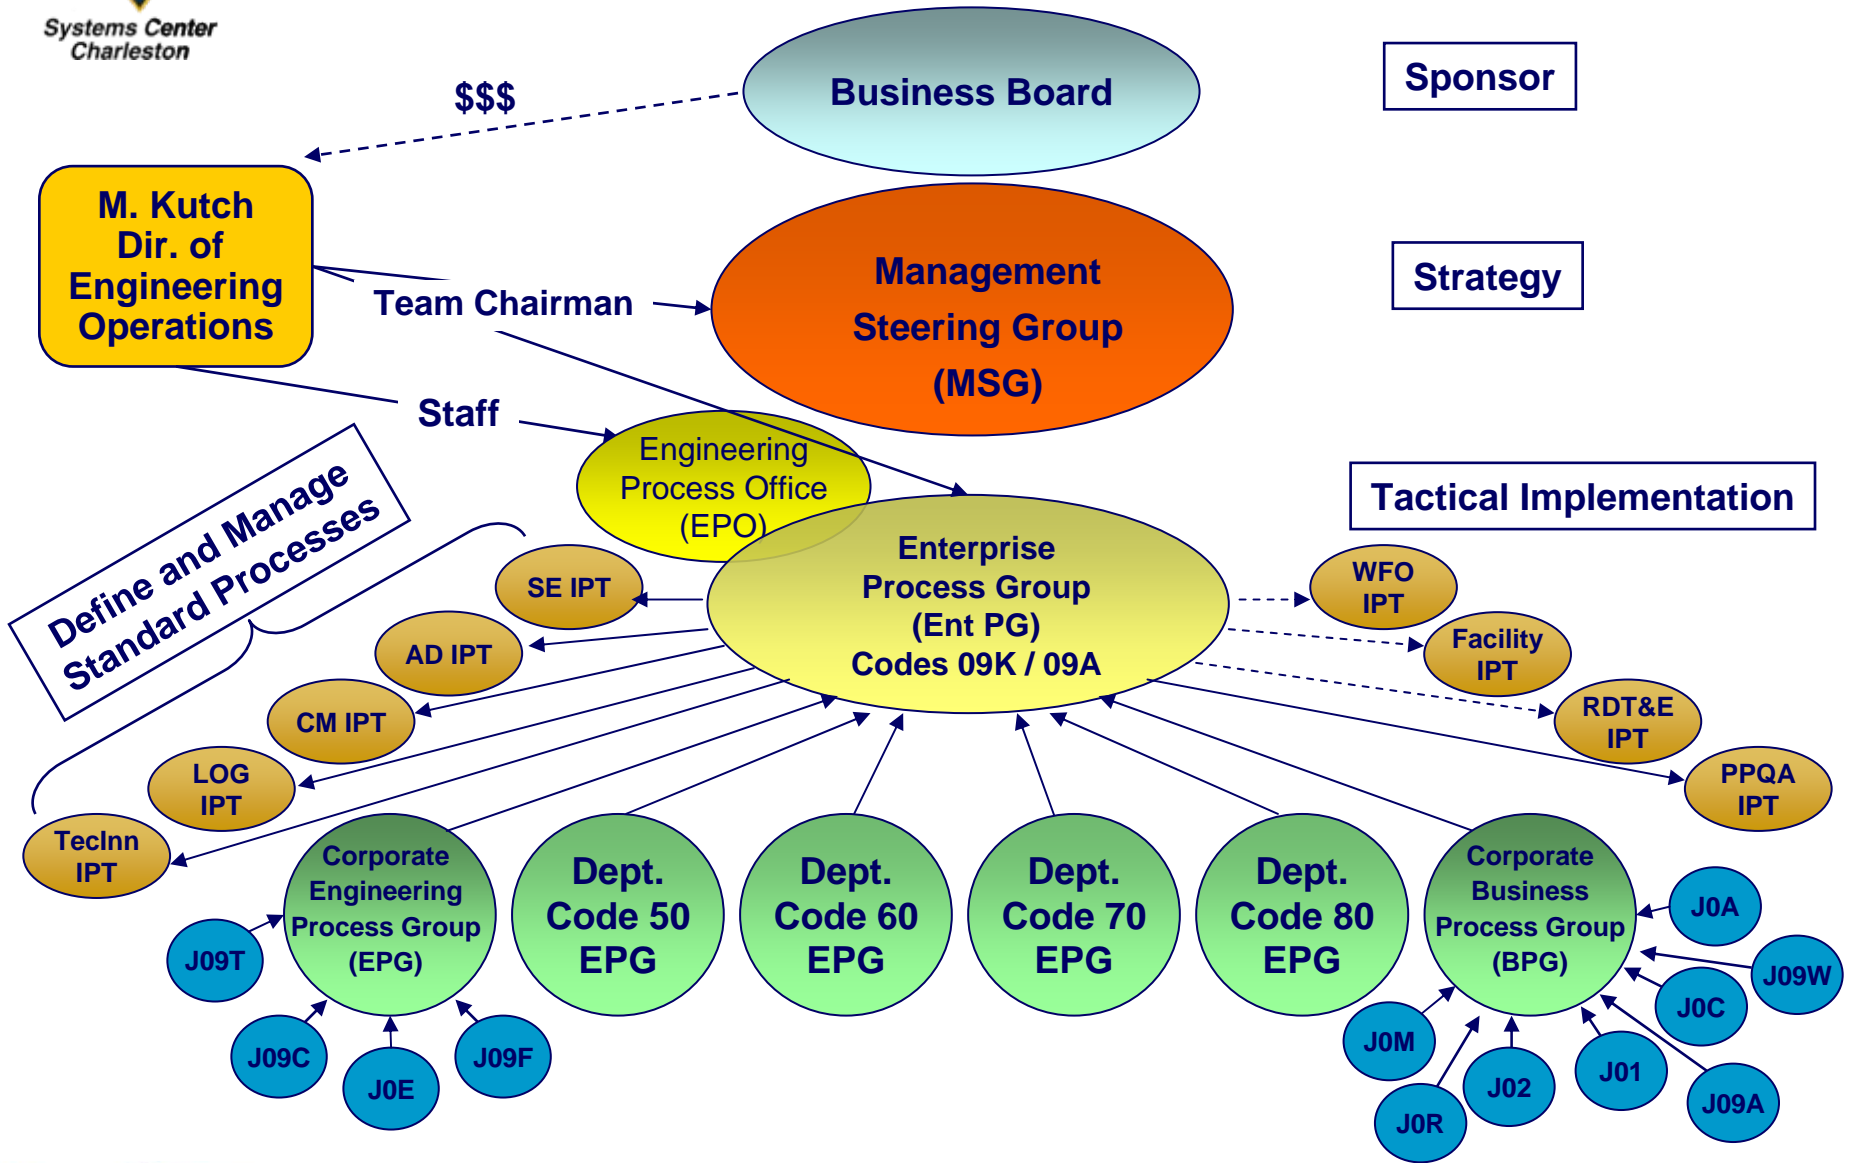 Systems Center
Charleston
$$$
Business Board
Sponsor
M. Kutch
Dir. of
Engineering
Operations
Team Chairman
Management
Steering Group
(MSG)
Strategy
Staff
Engineering
Process Office
(EPO)
Tactical Implementation
Define and Manage
Standard Processes
Enterprise
Process Group
(Ent PG)
Codes 09K / 09A
SE IPT
AD IPT
CM IPT
LOG
IPT
TecInn
IPT
WFO
IPT
Facility
IPT
RDT&E
IPT
PPQA
IPT
Corporate
Engineering
Process Group
(EPG)
Dept.
Code 50
EPG
Dept.
Code 60
EPG
Dept.
Code 70
EPG
Dept.
Code 80
EPG
Corporate
Business
Process Group
(BPG)
J09T
J09C
J0E
J09F
J0M
J0R
J02
J01
J09A
J0C
J09W
J0A